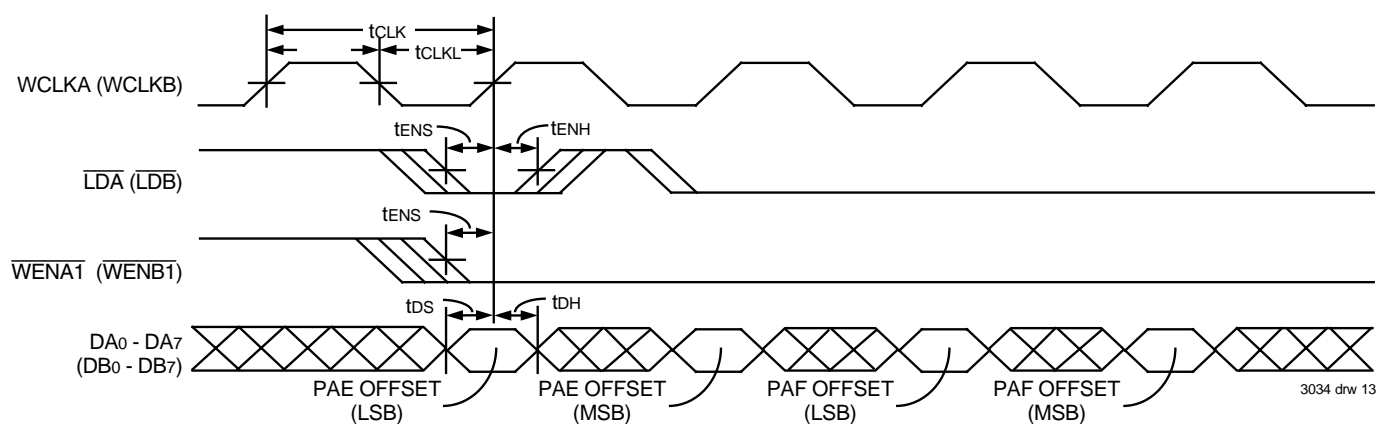 tCLK
tCLKL
WCLKA (WCLKB)
tENS
tENH
LDA (LDB)
tENS
WENA1 (WENB1)
tDS
tDH
DA0 - DA7
(DB0 - DB7)
PAE OFFSET
(LSB)
PAE OFFSET
(MSB)
PAF OFFSET
(LSB)
PAF OFFSET
(MSB)
3034 drw 13